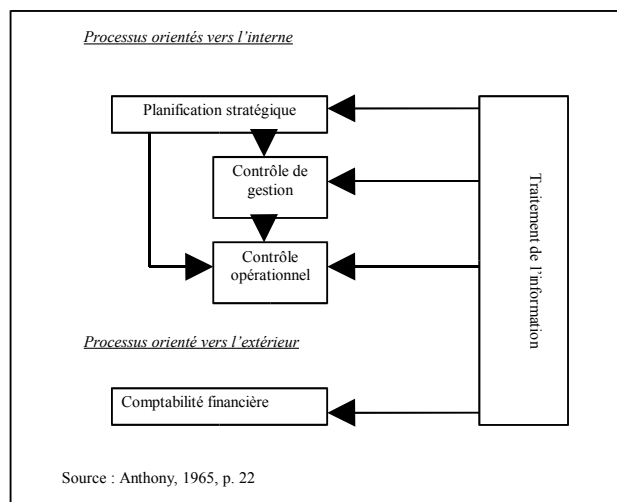 Processus orientés vers l'interne
Planification stratégique
Contrôle de
gestion
Contrôle
opérationnel
Traitement de l'information
Processus orienté vers l'extérieur
Comptabilité financière
Source : Anthony, 1965, p. 22